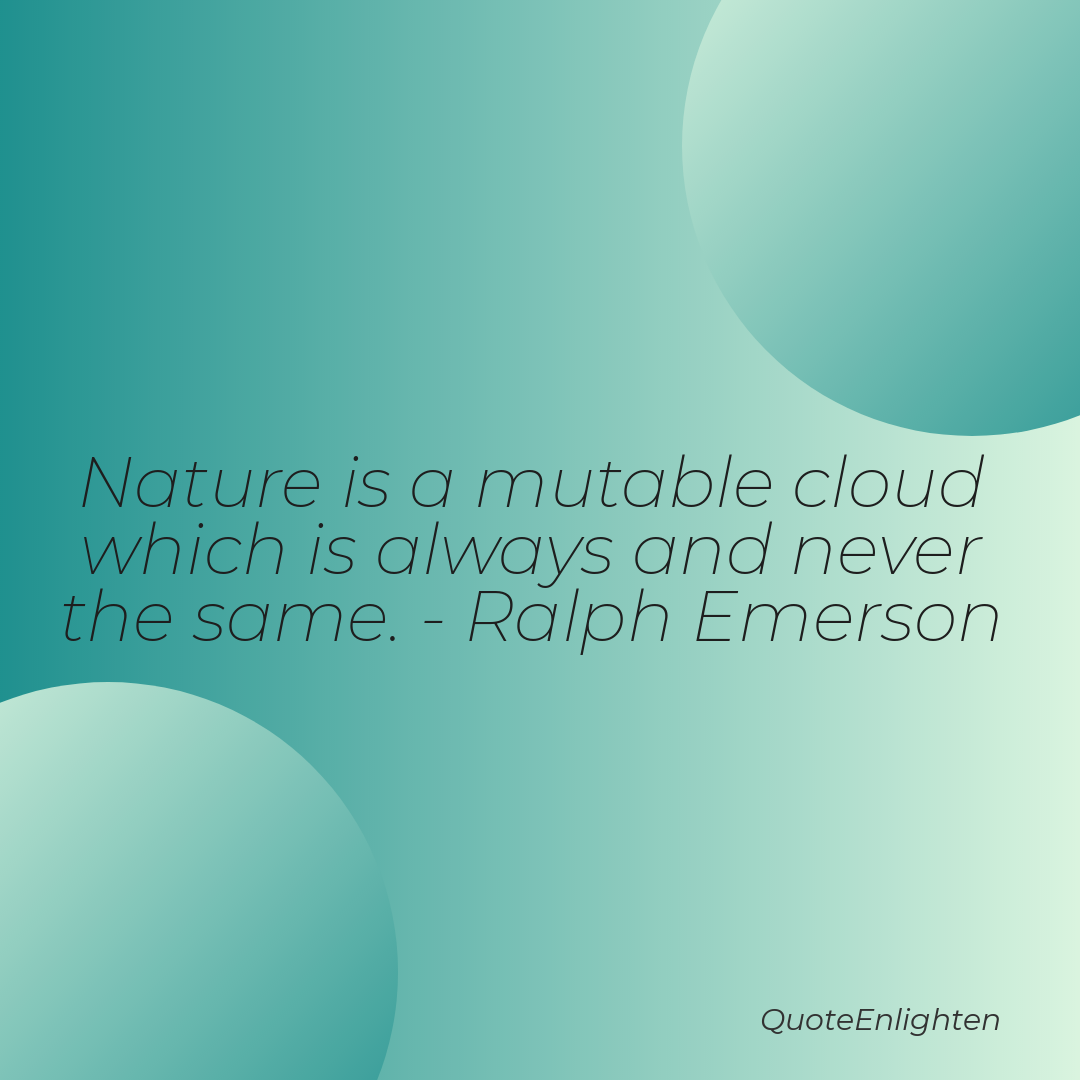 Nature is a mutable cloud
which is always and never
the same. - Ralph Emerson
QuoteEnlighten